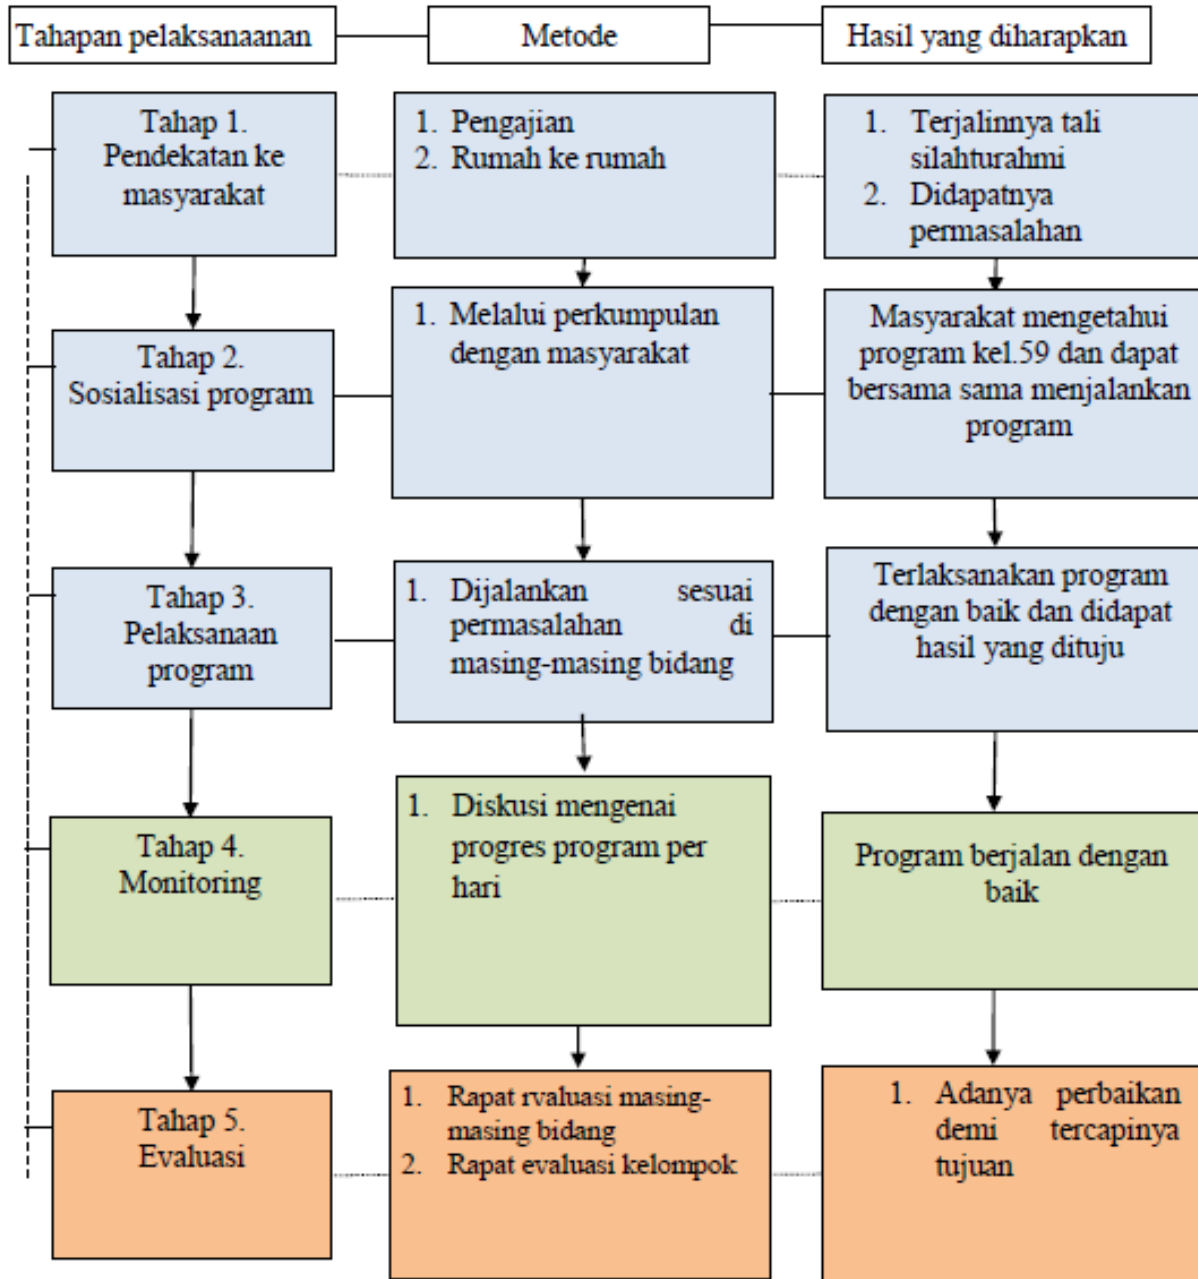 Tahapan pelaksanaanan
Metode
Hasil yang diharapkan
Tahap 1.
Pendekatan ke
masyarakat
1. Pengajian
2. Rumah ke rumah
1. Terjalinnya tali
silahturahmi
2. Didapatnya
permasalahan
Tahap 2.
Sosialisasi program
1. Melalui perkumpulan
dengan masyarakat
Masyarakat mengetahui
program kel.59 dan dapat
bersama sama menjalankan
program
Tahap 3.
Pelaksanaan
program
1. Dijalankan sesuai
permasalahan di
masing-masing bidang
Terlaksanakan program
dengan baik dan didapat
hasil yang dituju
Tahap 4.
Monitoring
1. Diskusi mengenai
progres program per
hari
Program berjalan dengan
baik
Tahap 5.
Evaluasi
1. Rapat rvaluasi masing-
masing bidang
2. Rapat evaluasi kelompok
1. Adanya perbaikan
demi tercapinya
tujuan